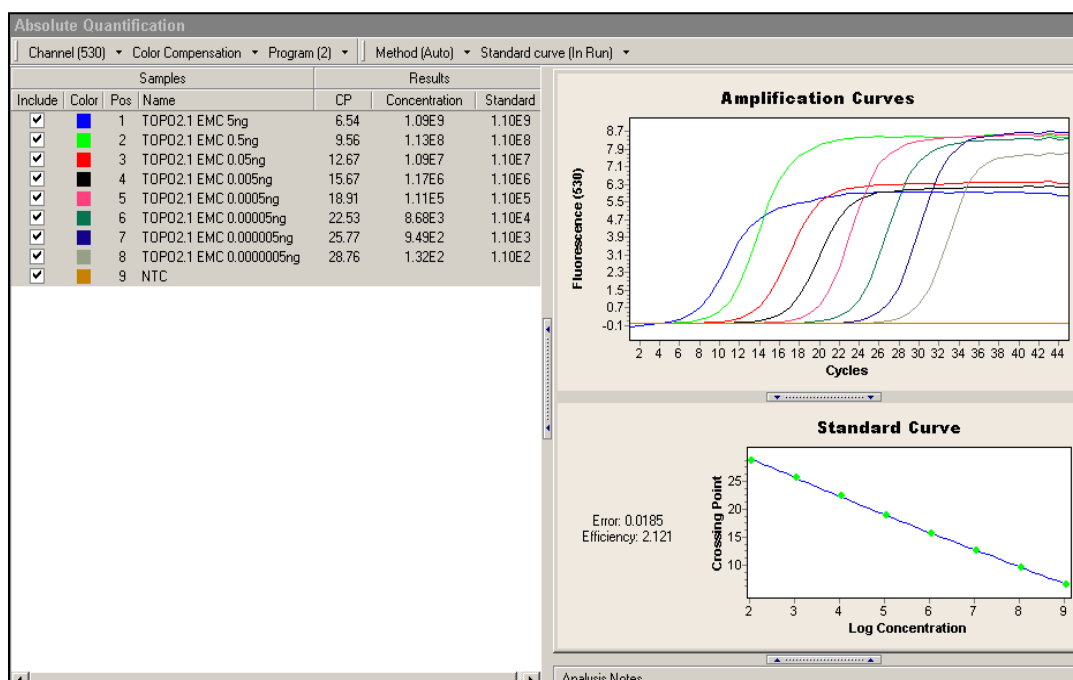 Absolute Quantification
Channel (530) Color Compensation Program (2) Method (Auto) Standard curve (In Run)
Samples Results
Include Color Pos Name CP Concentration Standard
1 TOPO2.1 EMC 5ng 6.54 1.09E9 1.10E9
2 TOPO2.1 EMC 0.5ng 9.56 1.13E8 1.10E8
3 TOPO2.1 EMC 0.05ng 12.67 1.09E7 1.10E7
4 TOPO2.1 EMC 0.005ng 15.67 1.17E6 1.10E6
5 TOPO2.1 EMC 0.0005ng 18.91 1.11E5 1.10E5
6 TOPO2.1 EMC 0.00005ng 22.53 8.68E3 1.10E4
7 TOPO2.1 EMC 0.000005ng 25.77 9.49E2 1.10E3
8 TOPO2.1 EMC 0.0000005ng 28.76 1.32E2 1.10E2
9 NTC
Amplification Curves
Fluorescence (530)
8.7
7.9
7.1
6.3
5.5
4.7
3.9
3.1
2.3
1.5
0.7
-0.1
2 4 6 8 10 12 14 16 18 20 22 24 26 28 30 32 34 36 38 40 42 44
Cycles
Standard Curve
Error: 0.0185
Efficiency: 2.121
Crossing Point
25
20
15
10
2 3 4 5 6 7 8 9
Log Concentration
Analysis Notes